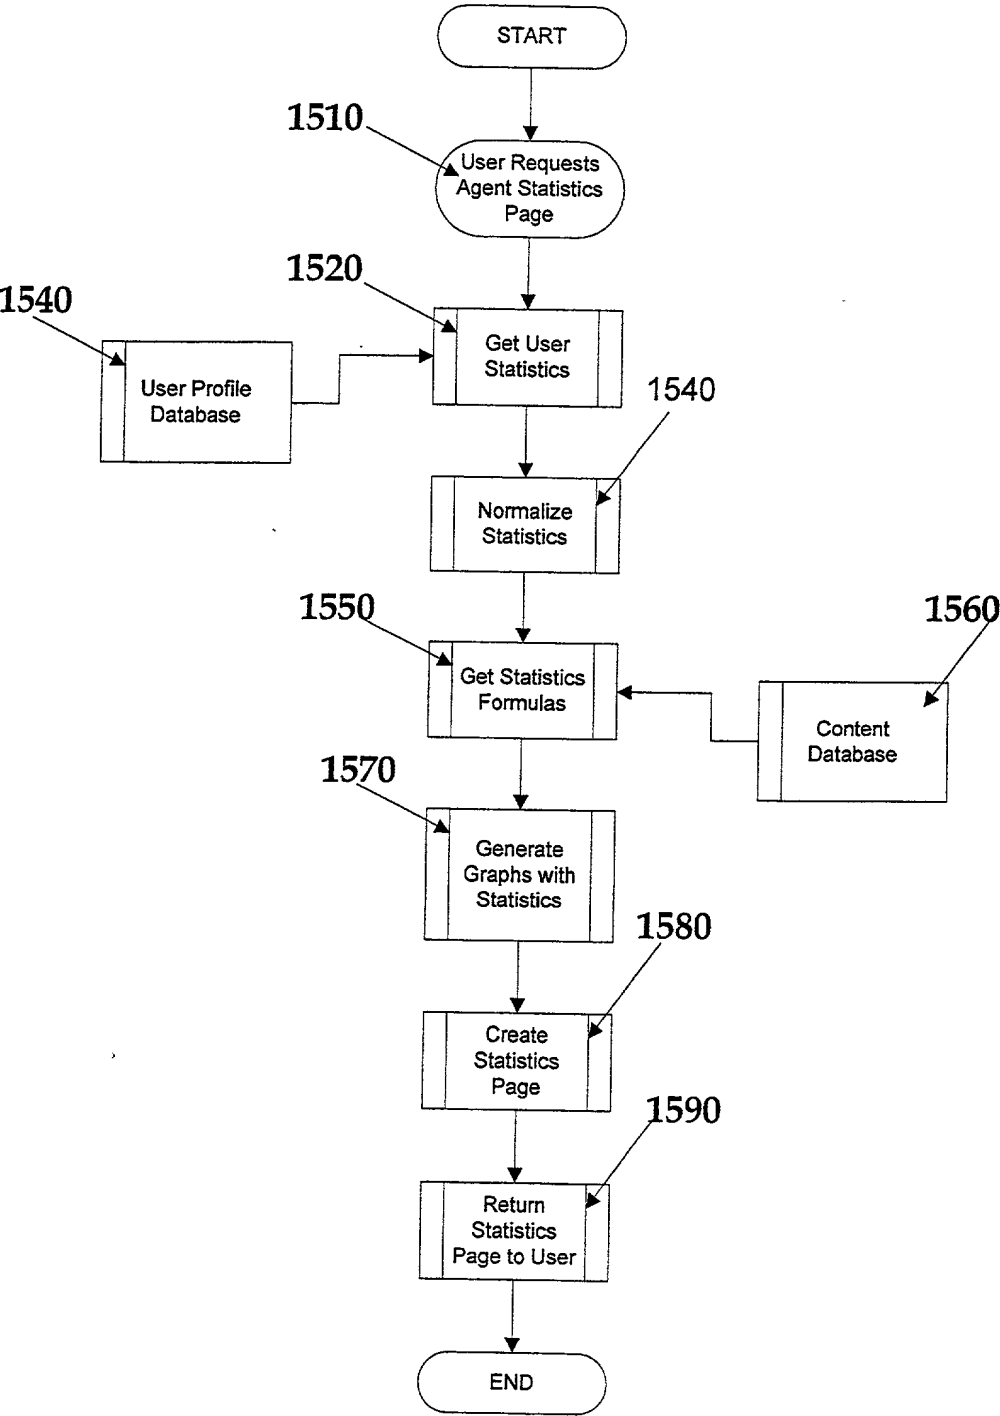 START
1510
User Requests
Agent Statistics
Page
1520
1540
Get User
Statistics
User Profile
Database
1540
Normalize
Statistics
1550
1560
Get Statistics
Formulas
Content
Database
1570
Generate
Graphs with
Statistics
1580
Create
Statistics
Page
1590
Return
Statistics
Page to User
END